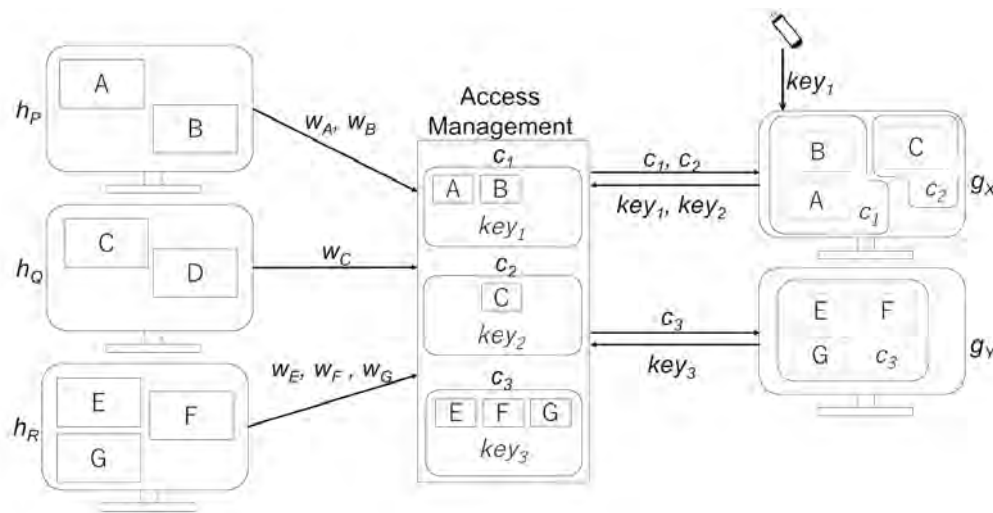 h_P
A
B
w_A, w_B
h_Q
C
D
w_C
h_R
E
F
G
w_E, w_F , w_G
Access
Management
c_1
A B
key_1
c_2
C
key_2
c_3
E F G
key_3
c_1, c_2
key_1, key_2
c_3
key_3
key_1
B
C
A
c_1
c_2
g_X
E F
G c_3
g_Y